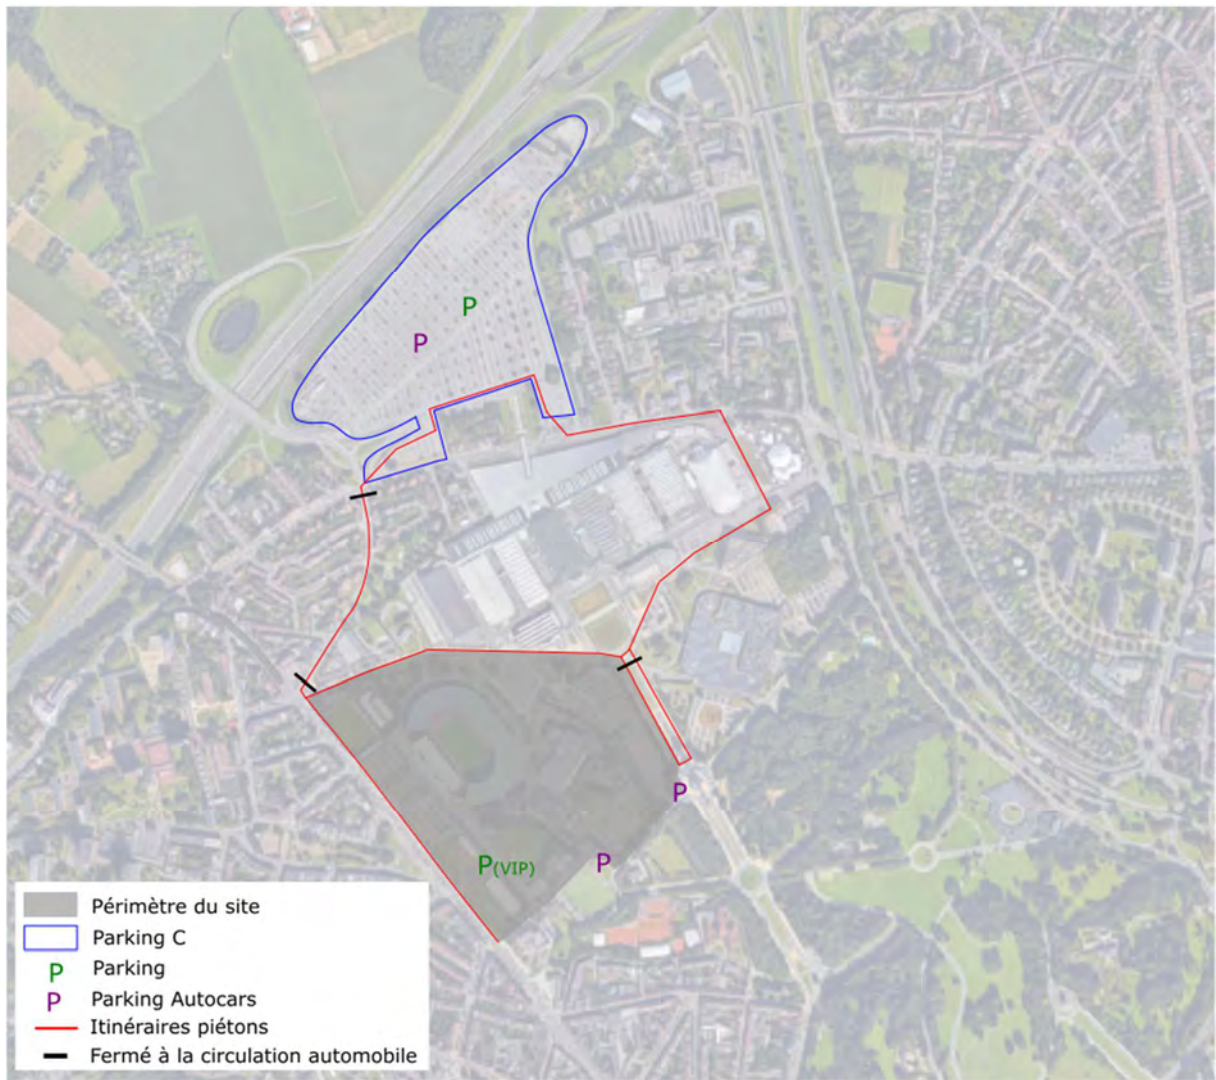 P
P
P
P
P(VIP)
Périmètre du site
Parking C
P Parking
P Parking Autocars
Itinéraires piétons
Fermé à la circulation automobile